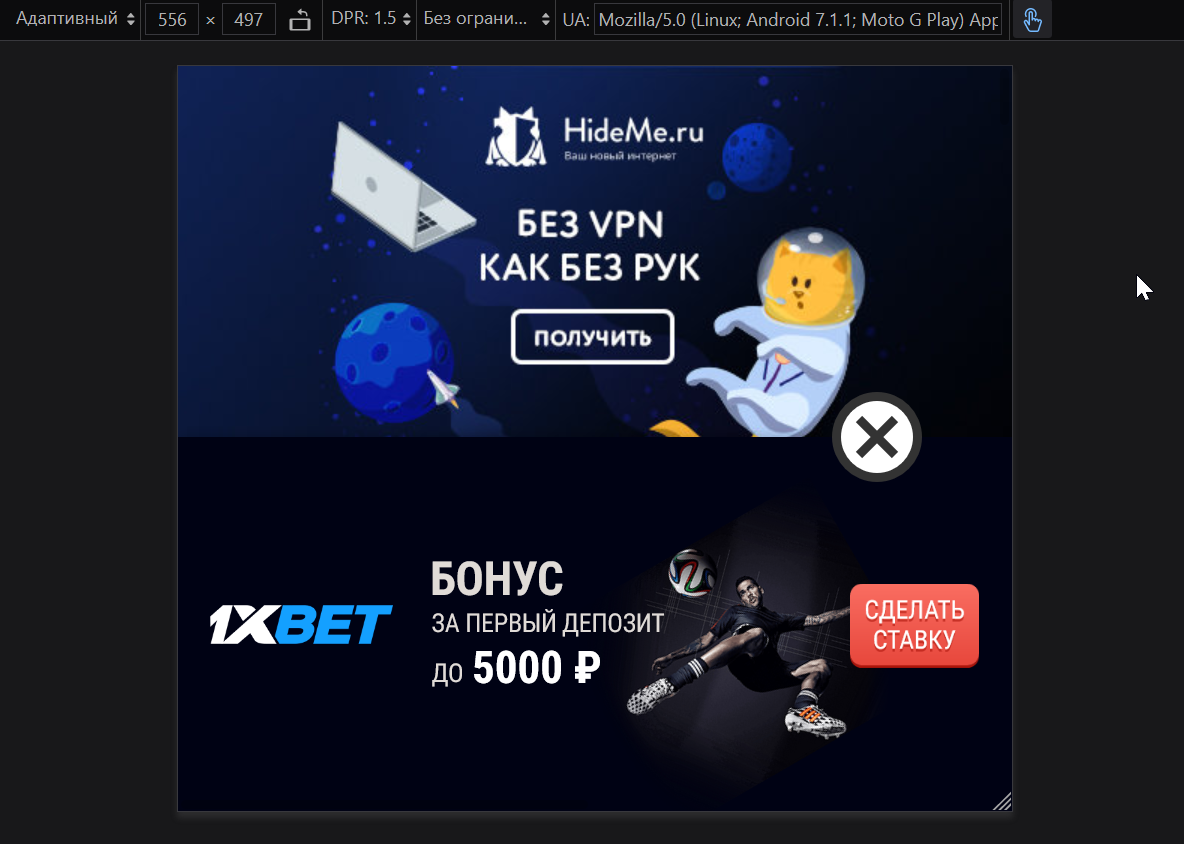 Адаптивный 556 × 497 DPR: 1.5 Без ограни... UA: Mozilla/5.0 (Linux; Android 7.1.1; Moto G Play) App
HideMe.ru
Ваш новый интернет
БЕЗ VPN
КАК БЕЗ РУК
ПОЛУЧИТЬ
1XBET
БОНУС
ЗА ПЕРВЫЙ ДЕПОЗИТ
ДО 5000 ₽
СДЕЛАТЬ
СТАВКУ